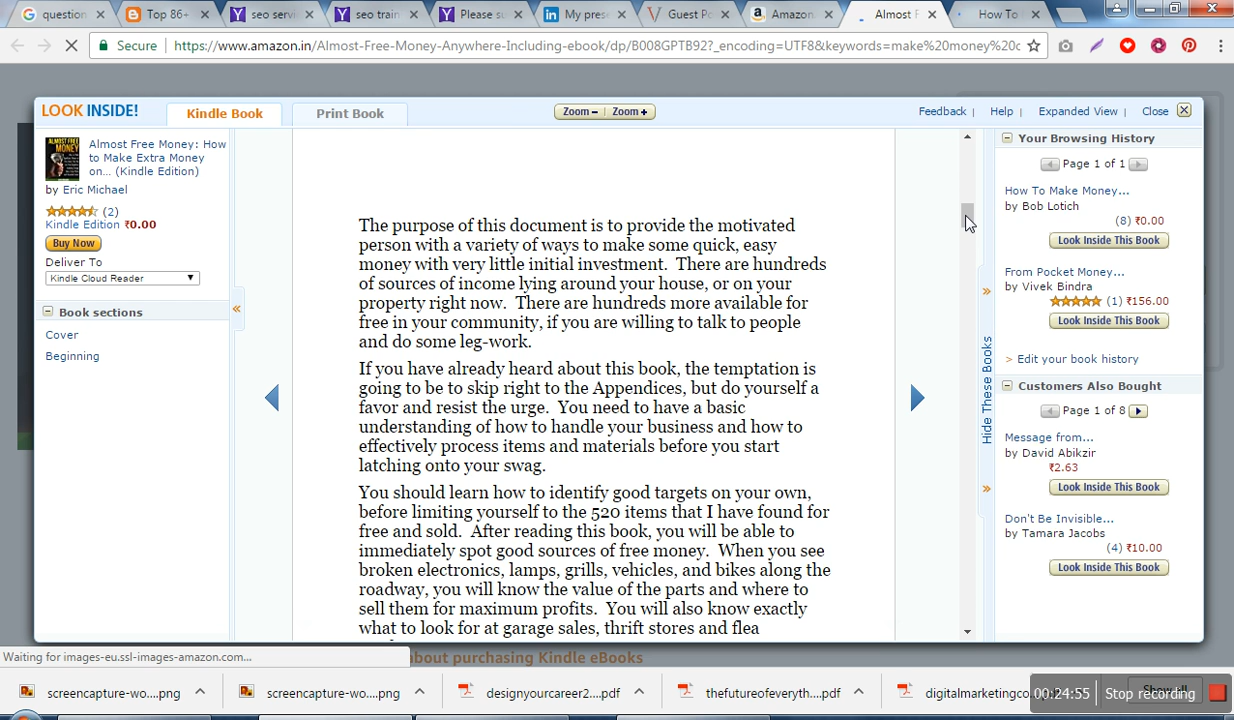 question
Top 86+
seo servi
seo train
Please su
My pres
Guest Po
Amazon
Almost F
How To
Secure
https://www.amazon.in/Almost-Free-Money-Anywhere-Including-ebook/dp/B008GPTB92?_encoding=UTF8&keywords=make%20money%20c
LOOK INSIDE!
Kindle Book
Print Book
Zoom −
Zoom +
Feedback |
Help |
Expanded View |
Close
Almost Free Money: How
to Make Extra Money
on... (Kindle Edition)
by Eric Michael
(2)
Kindle Edition ₹0.00
Buy Now
Deliver To
Kindle Cloud Reader
Book sections
Cover
Beginning
The purpose of this document is to provide the motivated
person with a variety of ways to make some quick, easy
money with very little initial investment. There are hundreds
of sources of income lying around your house, or on your
property right now. There are hundreds more available for
free in your community, if you are willing to talk to people
and do some leg-work.
If you have already heard about this book, the temptation is
going to be to skip right to the Appendices, but do yourself a
favor and resist the urge. You need to have a basic
understanding of how to handle your business and how to
effectively process items and materials before you start
latching onto your swag.
You should learn how to identify good targets on your own,
before limiting yourself to the 520 items that I have found for
free and sold. After reading this book, you will be able to
immediately spot good sources of free money. When you see
broken electronics, lamps, grills, vehicles, and bikes along the
roadway, you will know the value of the parts and where to
sell them for maximum profits. You will also know exactly
what to look for at garage sales, thrift stores and flea
Hide These Books
Your Browsing History
Page 1 of 1
How To Make Money...
by Bob Lotich
(8) ₹0.00
Look Inside This Book
From Pocket Money...
by Vivek Bindra
(1) ₹156.00
Look Inside This Book
> Edit your book history
Customers Also Bought
Page 1 of 8
Message from...
by David Abikzir
₹2.63
Look Inside This Book
Don't Be Invisible...
by Tamara Jacobs
(4) ₹10.00
Look Inside This Book
Waiting for images-eu.ssl-images-amazon.com...
about purchasing Kindle eBooks
screencapture-wo....png
screencapture-wo....png
designyourcareer2....pdf
thefutureofeveryth....pdf
digitalmarketingco
00:24:55
Stop recording